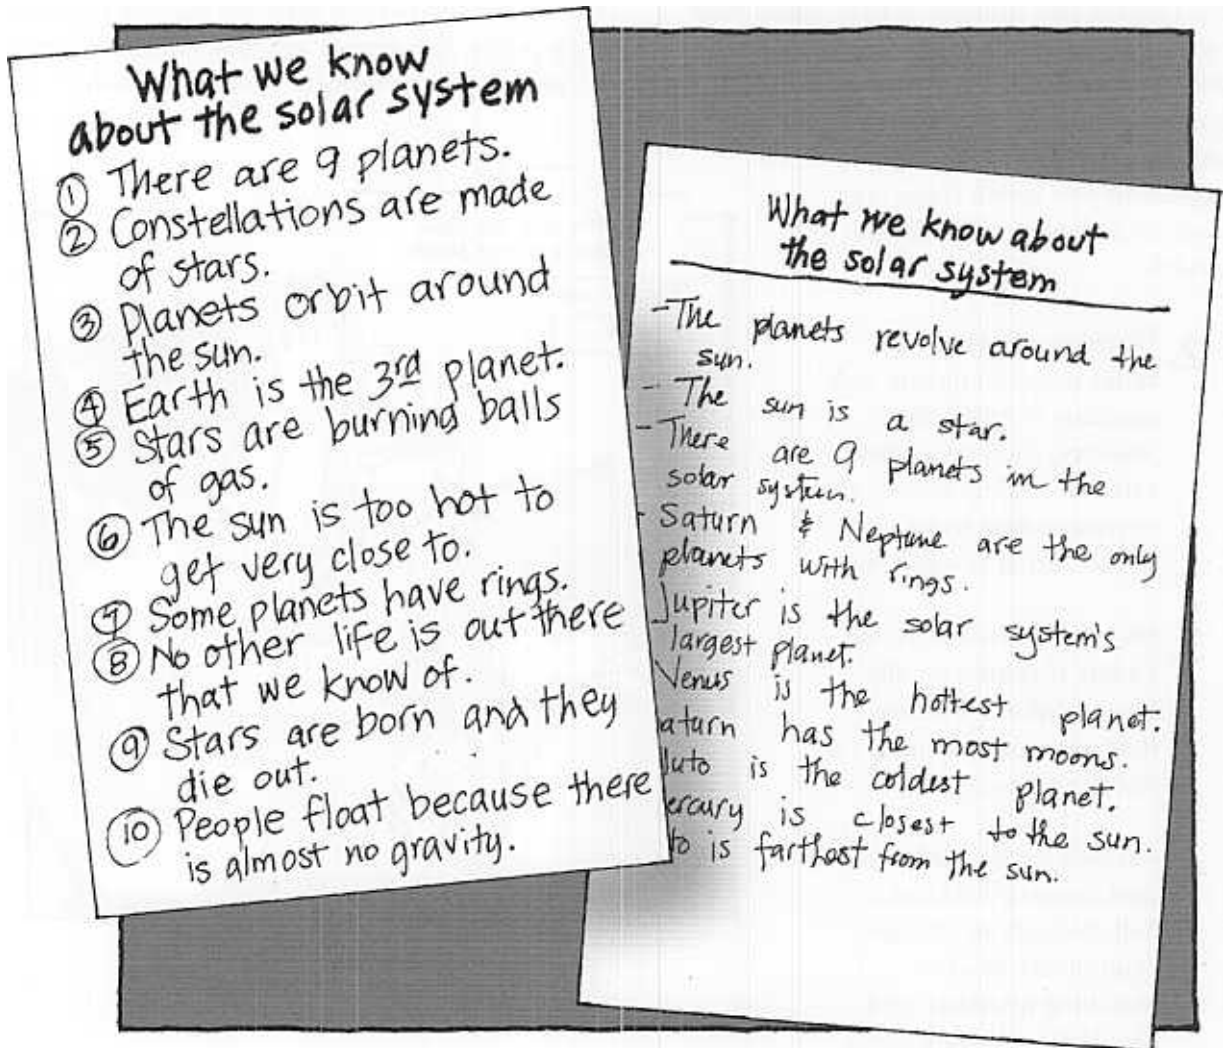 What we know
about the solar system
① There are 9 planets.
② Constellations are made
of stars.
③ Planets orbit around
the sun.
④ Earth is the 3rd planet.
⑤ Stars are burning balls
of gas.
⑥ The sun is too hot to
get very close to.
⑦ Some planets have rings.
⑧ No other life is out there
that we know of.
⑨ Stars are born and they
die out.
⑩ People float because there
is almost no gravity.
What we know about
the solar system
- The planets revolve around the
sun.
- The sun is a star.
- There are 9 planets in the
solar system.
- Saturn & Neptune are the only
planets with rings.
Jupiter is the solar system's
largest planet.
Venus is the hottest planet.
aturn has the most moons.
luto is the coldest planet.
ercury is closest to the sun.
to is farthest from the sun.